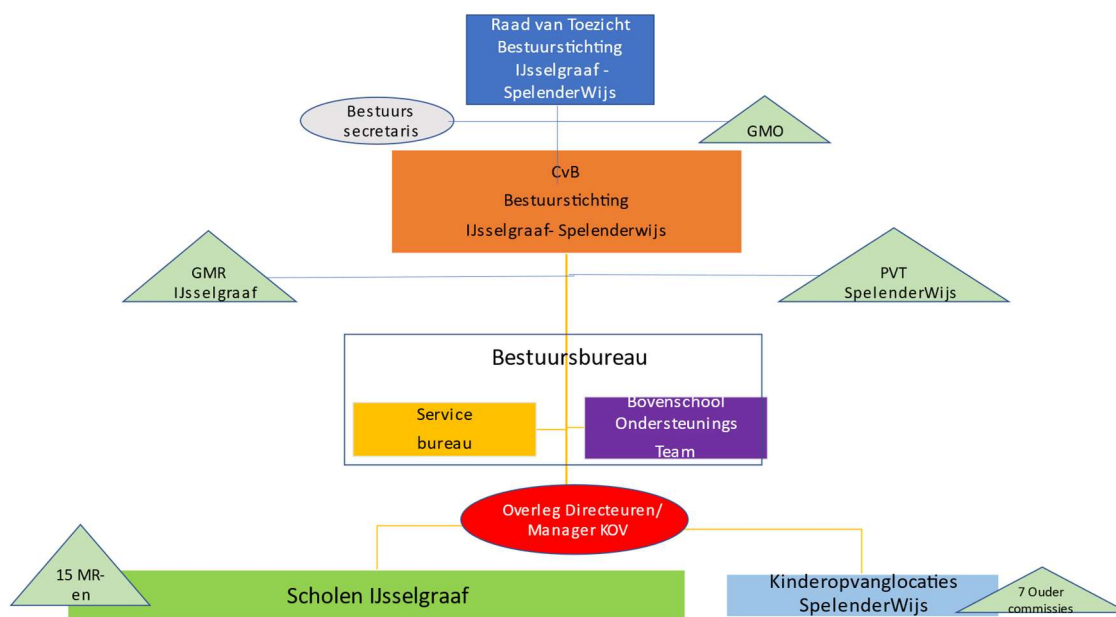 Raad van Toezicht
Bestuurstichting
IJsselgraaf -
SpelenderWijs
Bestuurs
secretaris
GMO
CvB
Bestuurstichting
IJsselgraaf- Spelenderwijs
GMR
IJsselgraaf
PVT
SpelenderWijs
Bestuursbureau
Service
bureau
Bovenschool
Ondersteunings
Team
Overleg Directeuren/
Manager KOV
15 MR-
en
Scholen IJsselgraaf
Kinderopvanglocaties
SpelenderWijs
7 Ouder
commissies